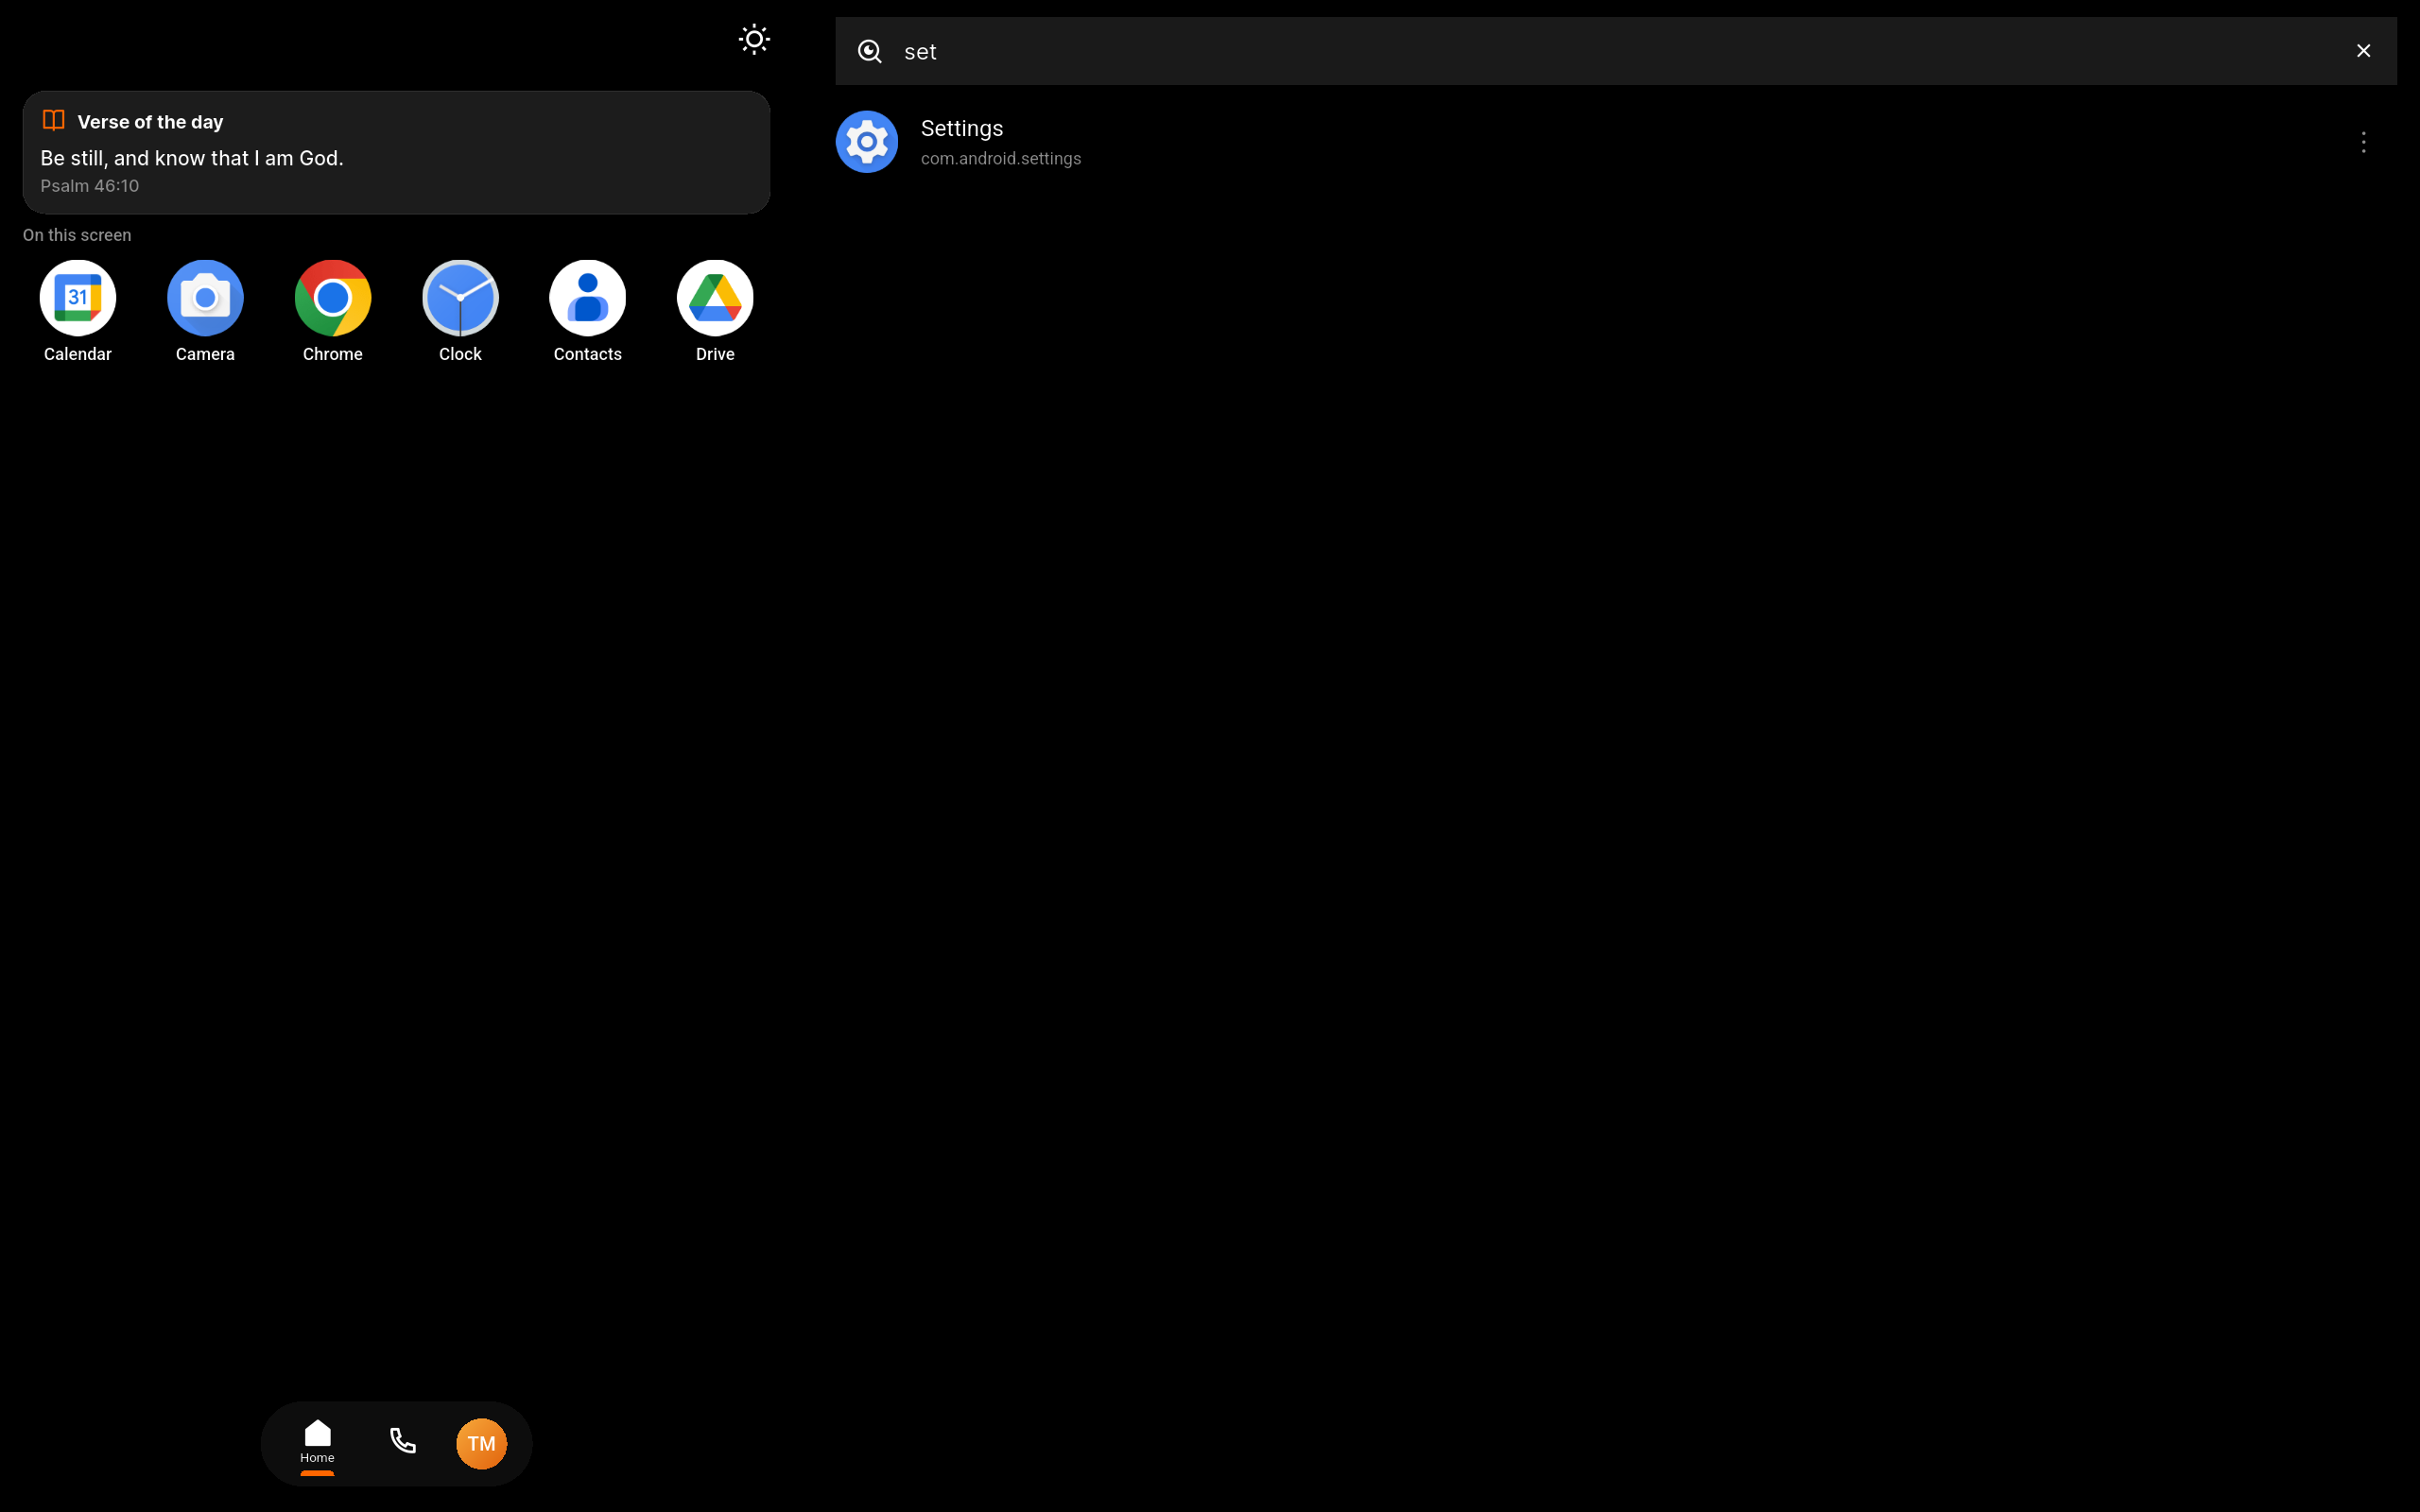 Verse of the day
Be still, and know that I am God.
Psalm 46:10
On this screen
31
Calendar
Camera
Chrome
Clock
Contacts
Drive
Home
TM
set
Settings
com.android.settings